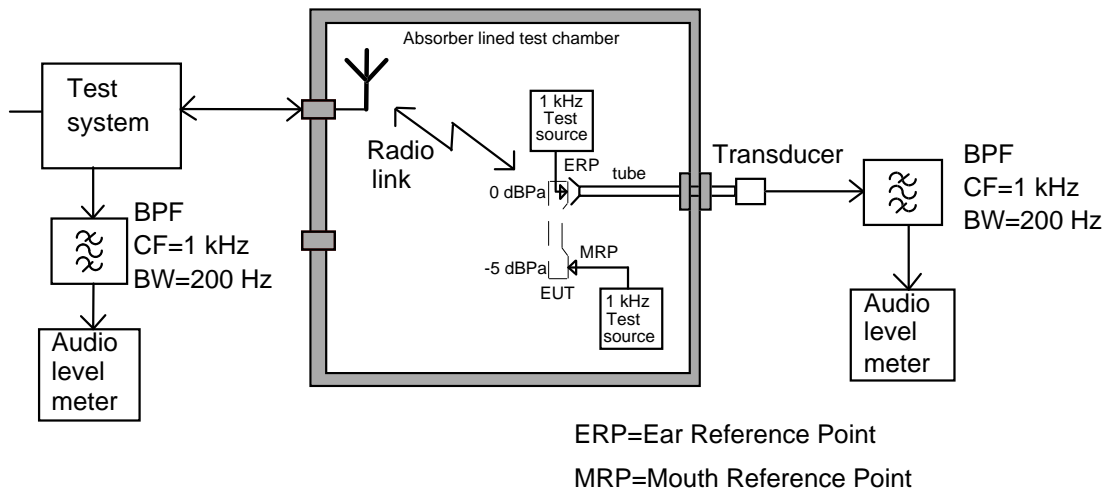 Absorber lined test chamber
Test
system
1 kHz
Test
source
ERP
Radio
link
0 dBPa
tube
Transducer
BPF
CF=1 kHz
BW=200 Hz
BPF
CF=1 kHz
BW=200 Hz
MRP
-5 dBPa
EUT
1 kHz
Test
source
Audio
level
meter
Audio
level
meter
ERP=Ear Reference Point
MRP=Mouth Reference Point